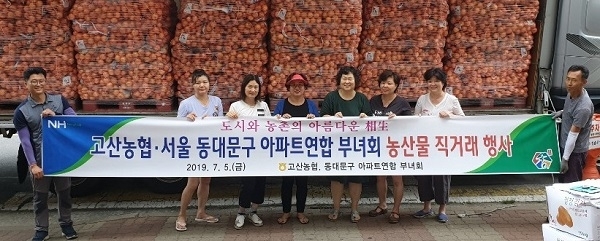 NH
도시와 농촌의 아름다운 相生
고산농협·서울 동대문구 아파트연합 부녀회 농산물 직거래 행사
2019. 7. 5.(금) 고산농협, 동대문구 아파트연합 부녀회